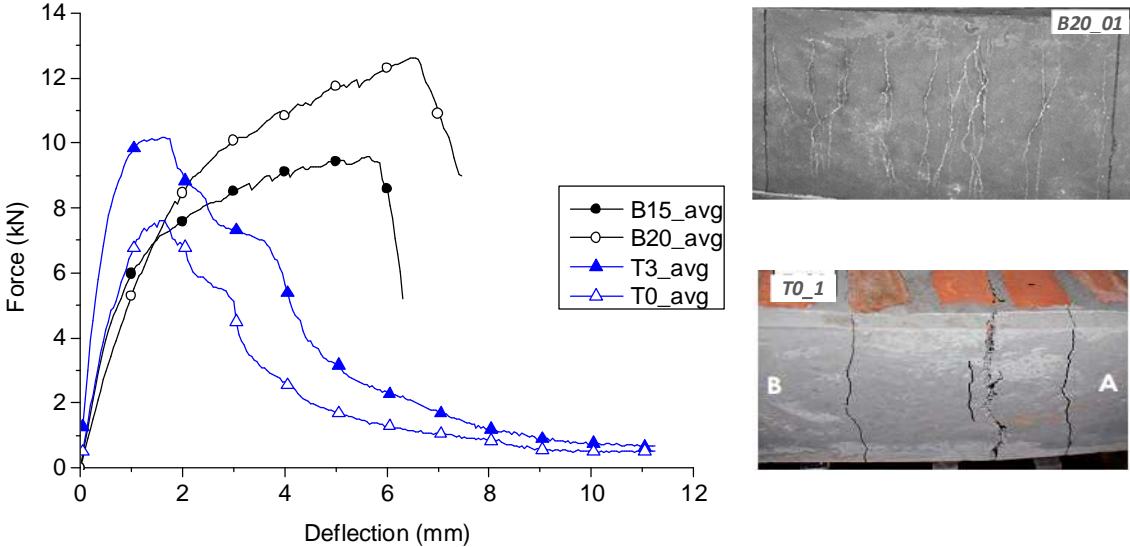 14
12
10
8
6
4
2
0
0 2 4 6 8 10 12
Force (kN)
Deflection (mm)
B15_avg
B20_avg
T3_avg
T0_avg
B20_01
T0_1
B A